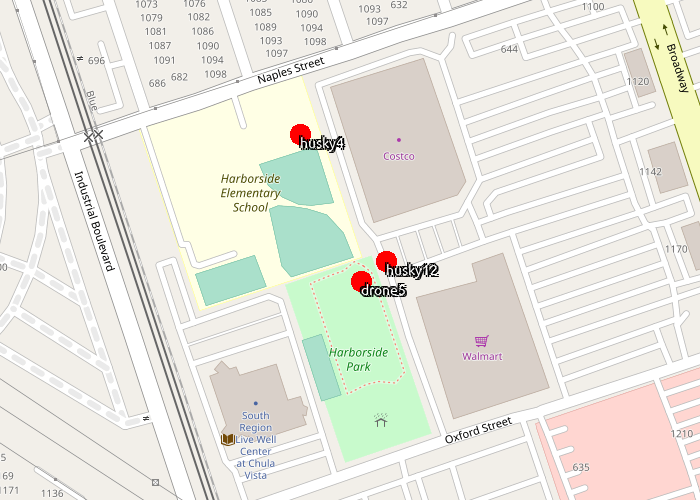 1073
1079
1081
1087
1091
1076
1082
1086
1090
1094
1098
1085
1089
1093
1097
1090
1094
1098
1093
1097
632
1100
696
686
682
Naples Street
644
Broadway
1120
Blue
husky4
Costco
1142
Industrial Boulevard
Harborside
Elementary
School
husky12
1170
drone5
00
Harborside
Park
Walmart
South
Region
Live Well
Center
at Chula
Vista
Oxford Street
1210
635
169
1171
1136